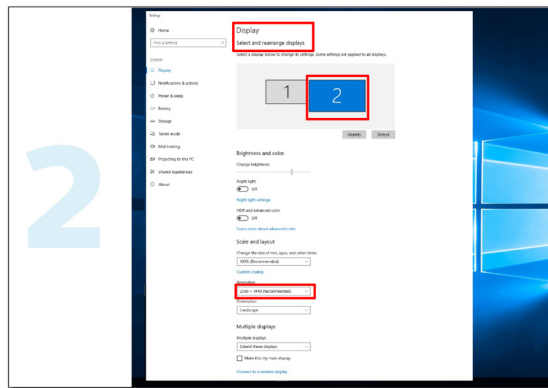 2
Settings
Home
Find a setting
System
Display
Notifications & actions
Power & sleep
Battery
Storage
Tablet mode
Multitasking
Projecting to this PC
Shared experiences
About
Display
Select and rearrange displays
Select a display below to change its settings. Some settings are applied to all displays.
1
2
Identify
Detect
Brightness and color
Change brightness
Night light
Off
Night light settings
HDR and advanced color
Off
Learn more about advanced color
Scale and layout
Change the size of text, apps, and other items
100% (Recommended)
Custom scaling
Resolution
(Recommended)
Orientation
Landscape
Multiple displays
Multiple displays
Extend these displays
Make this my main display
Connect to a wireless display